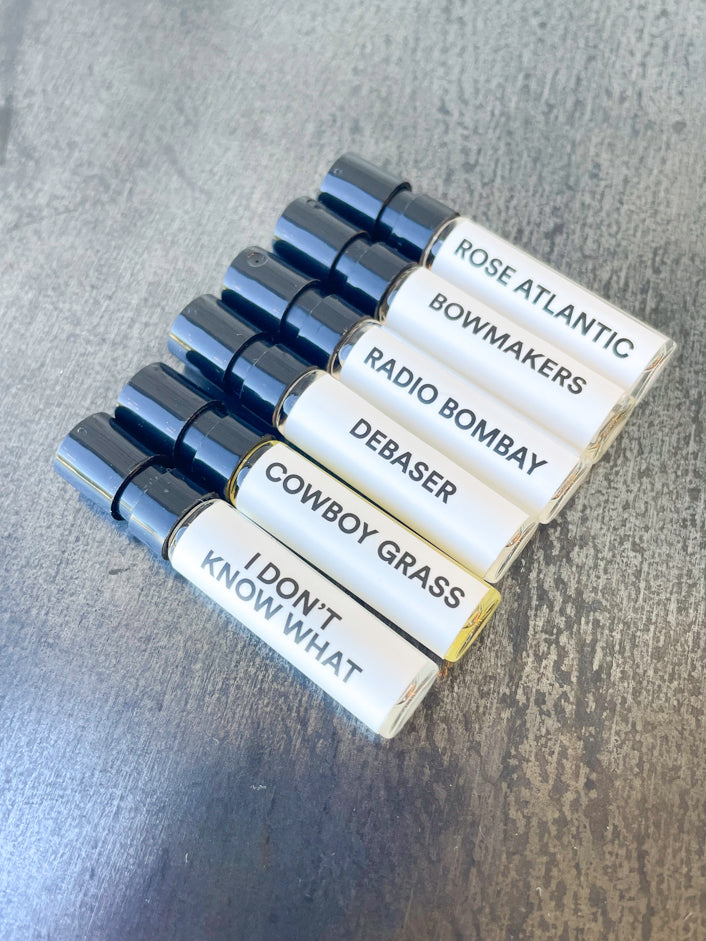 ROSE ATLANTIC
BOWMAKERS
RADIO BOMBAY
DEBASER
COWBOY GRASS
I DON'T
KNOW WHAT